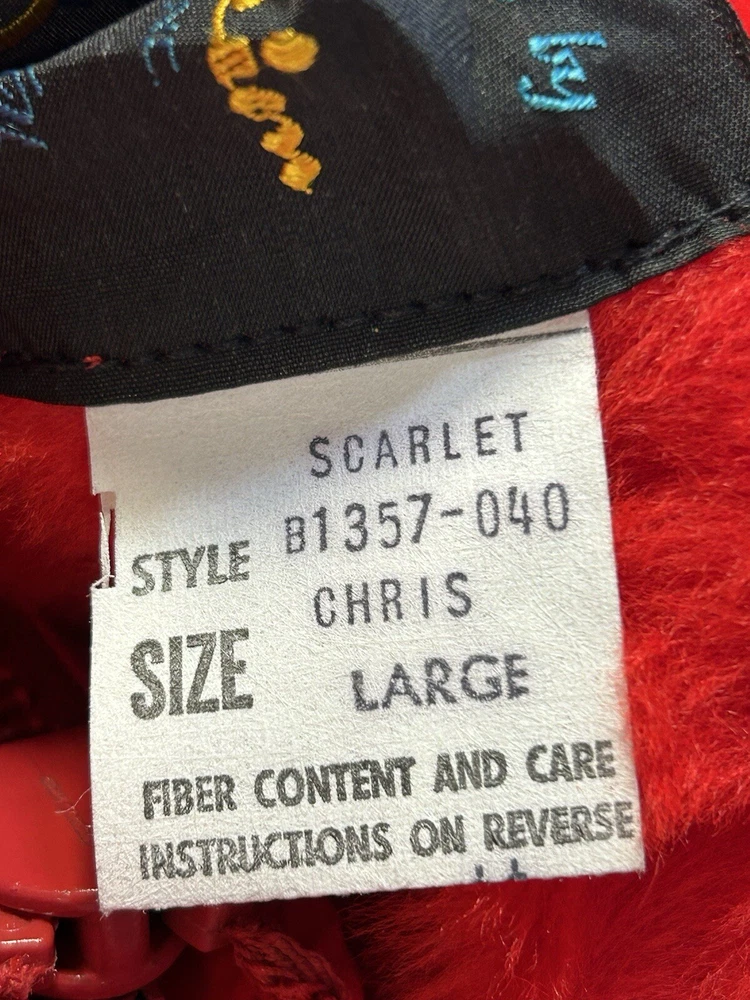 SCARLET
STYLE B1357-040
CHRIS
SIZE LARGE
FIBER CONTENT AND CARE
INSTRUCTIONS ON REVERSE